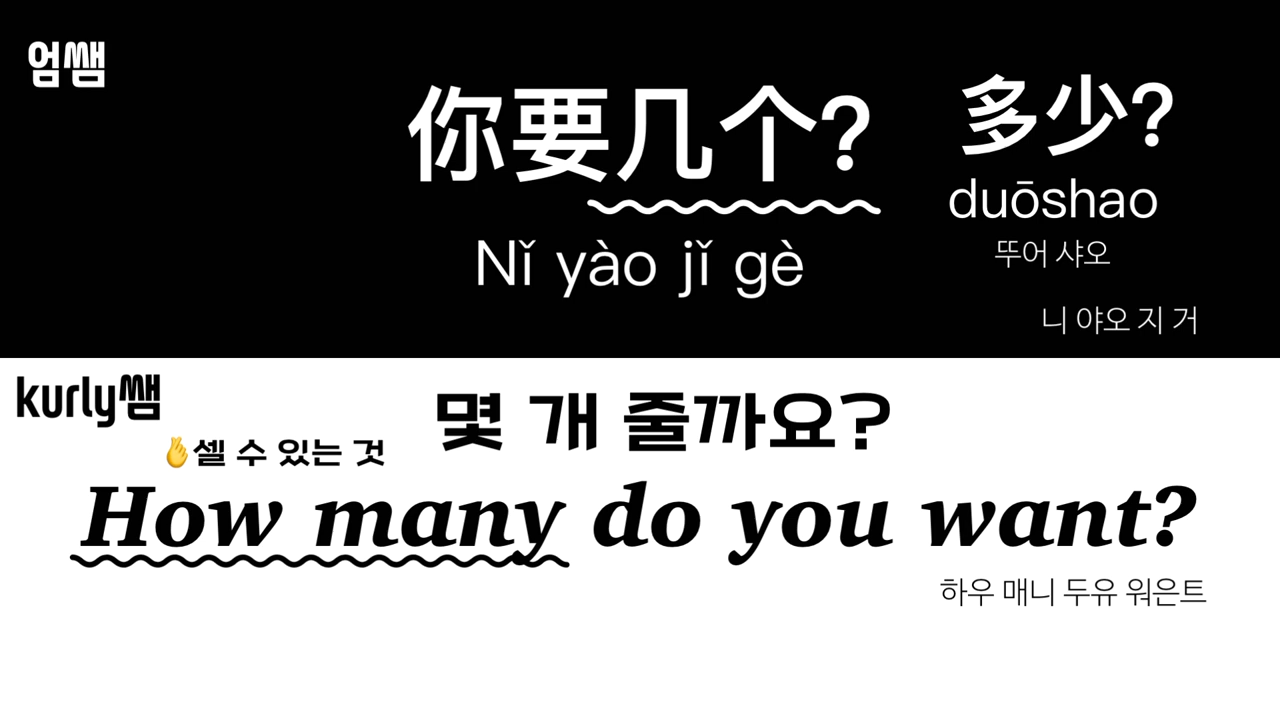 엄쌤
你要几个?
多少?
duōshao
뚜어 샤오
Nǐ yào jǐ gè
니 야오 지 거
kurly쌤
몇 개 줄까요?
🫰셀 수 있는 것
How many do you want?
하우 매니 두유 워은트